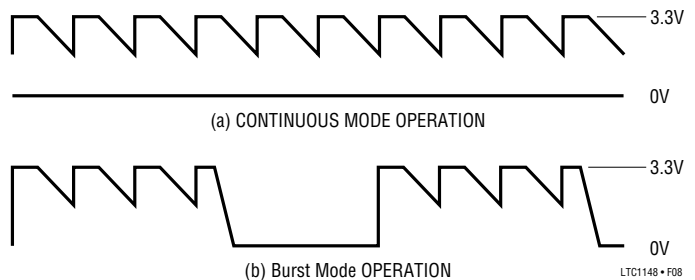 3.3V
0V
(a) CONTINUOUS MODE OPERATION
3.3V
0V
(b) Burst Mode OPERATION
LTC1148 • F08